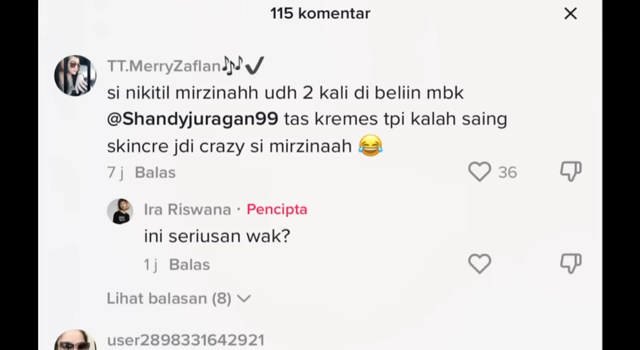 115 komentar
TT.MerryZaflan🎶✔
si nikitil mirzinahh udh 2 kali di beliin mbk
@Shandyjuragan99 tas kremes tpi kalah saing
skincre jdi crazy si mirzinaah 😂
7 j Balas 36
Ira Riswana · Pencipta
ini seriusan wak?
1 j Balas
Lihat balasan (8)
user2898331642921